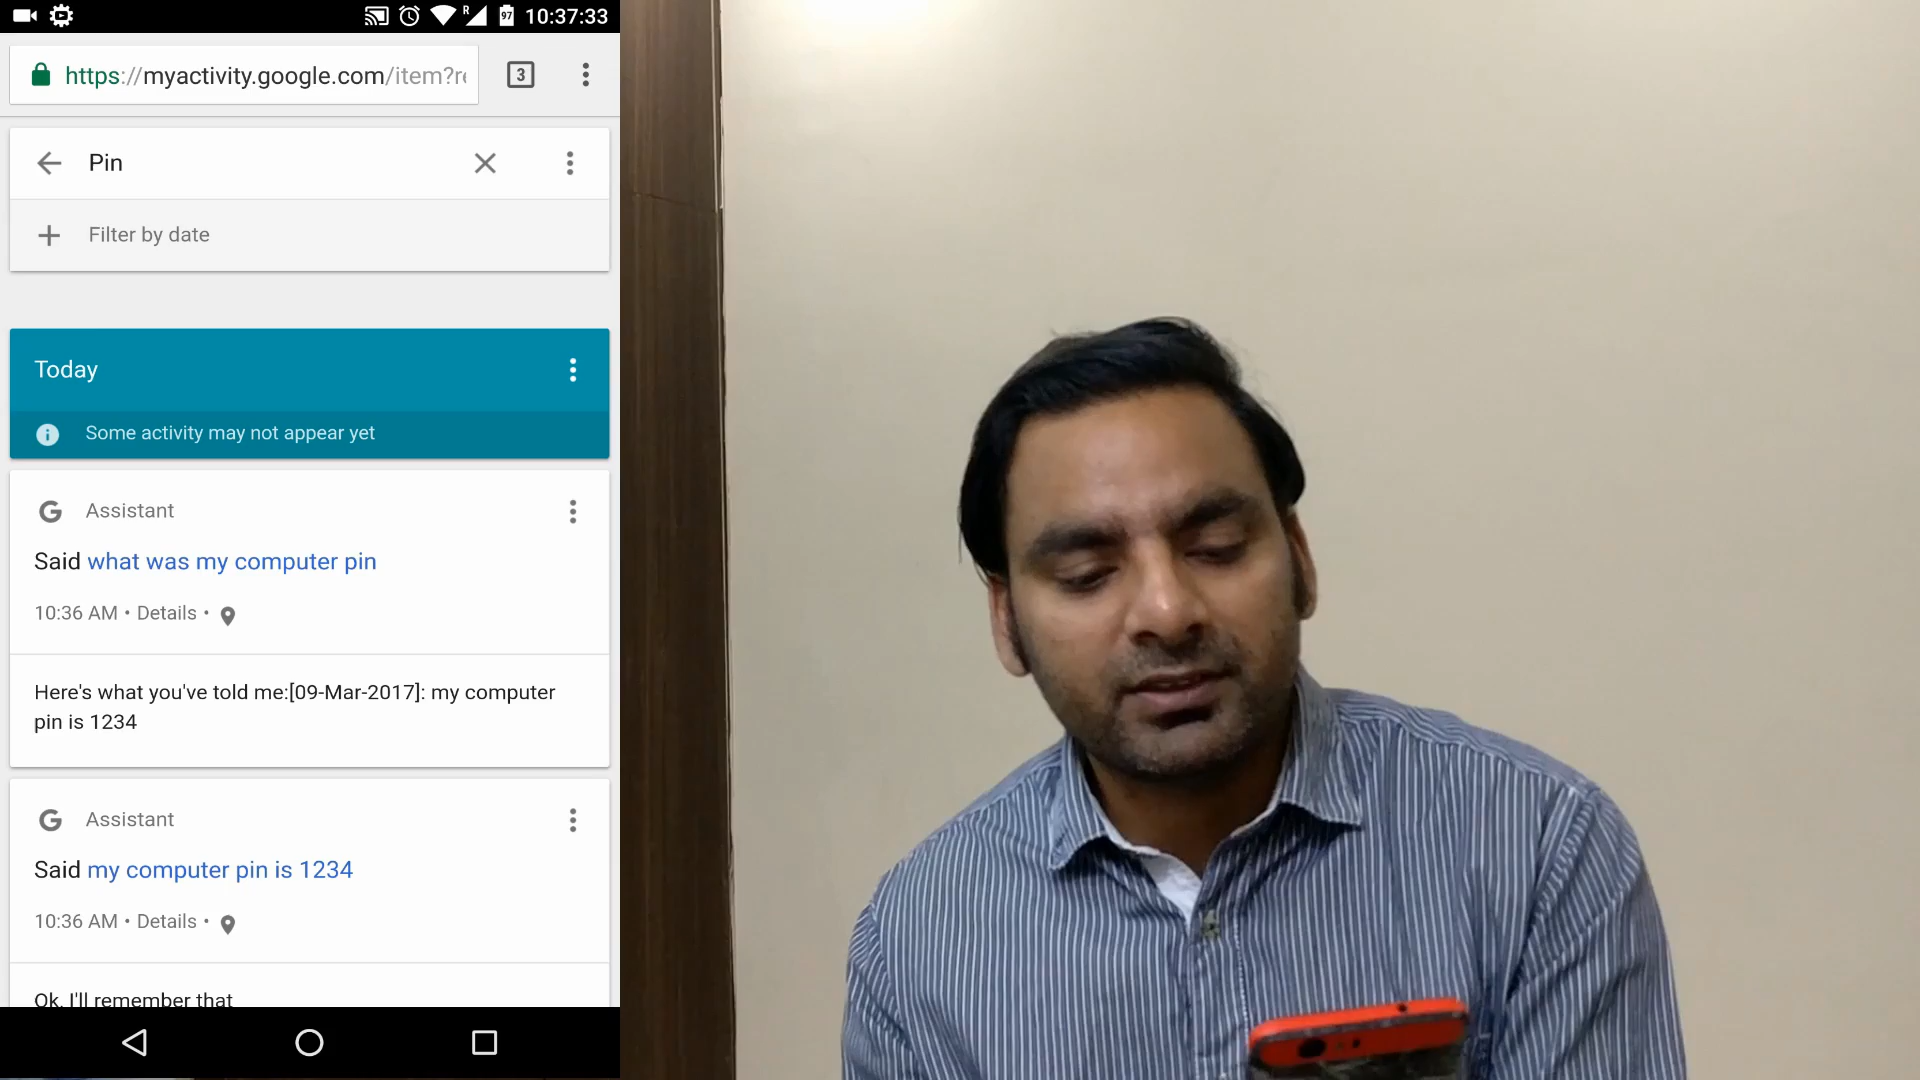 R
97
10:37:33
https://myactivity.google.com/item?re
3
Pin
Filter by date
Today
Some activity may not appear yet
G Assistant
Said what was my computer pin
10:36 AM • Details •
Here's what you've told me:[09-Mar-2017]: my computer
pin is 1234
G Assistant
Said my computer pin is 1234
10:36 AM • Details •
Ok, I'll remember that